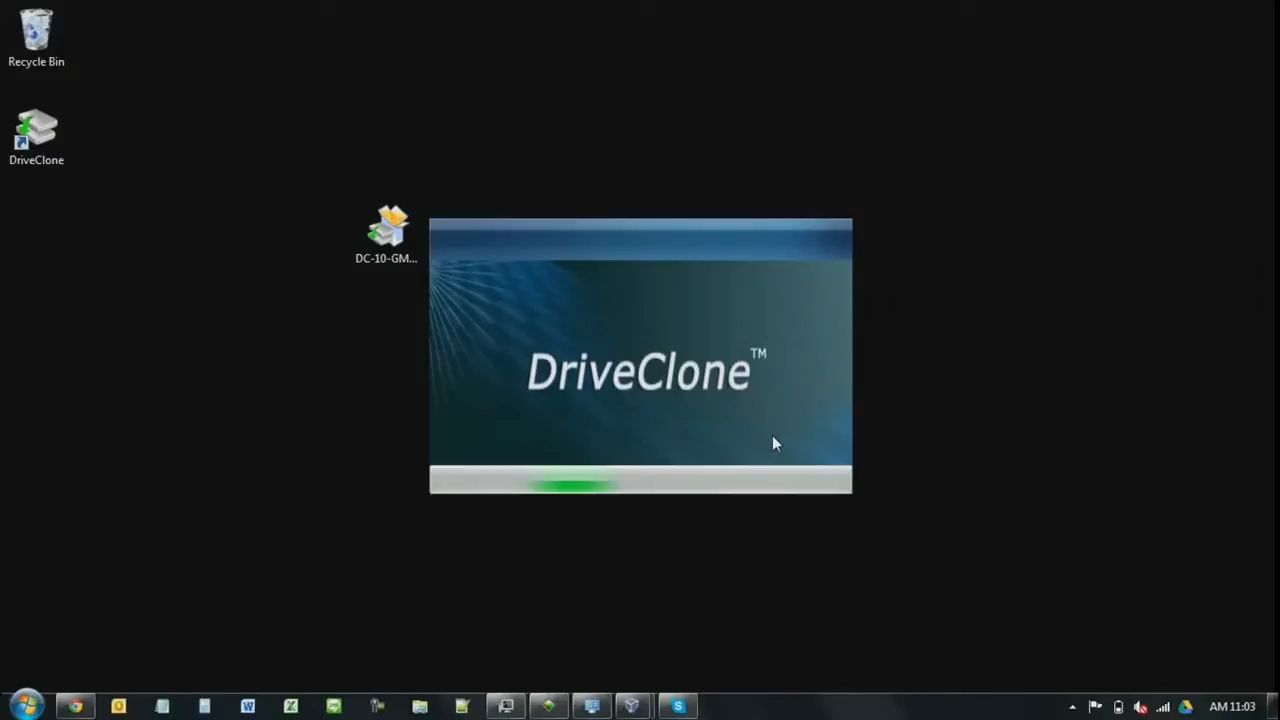 Recycle Bin
DriveClone
DC-10-GM...
DriveClone™
AM 11:03